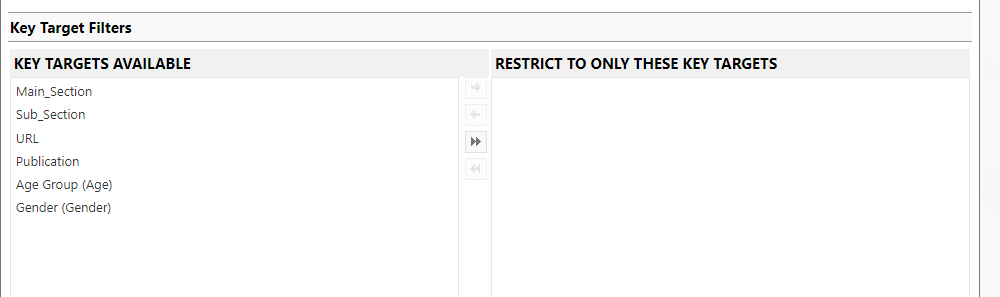 Key Target Filters
KEY TARGETS AVAILABLE
RESTRICT TO ONLY THESE KEY TARGETS
Main_Section
Sub_Section
URL
Publication
Age Group (Age)
Gender (Gender)